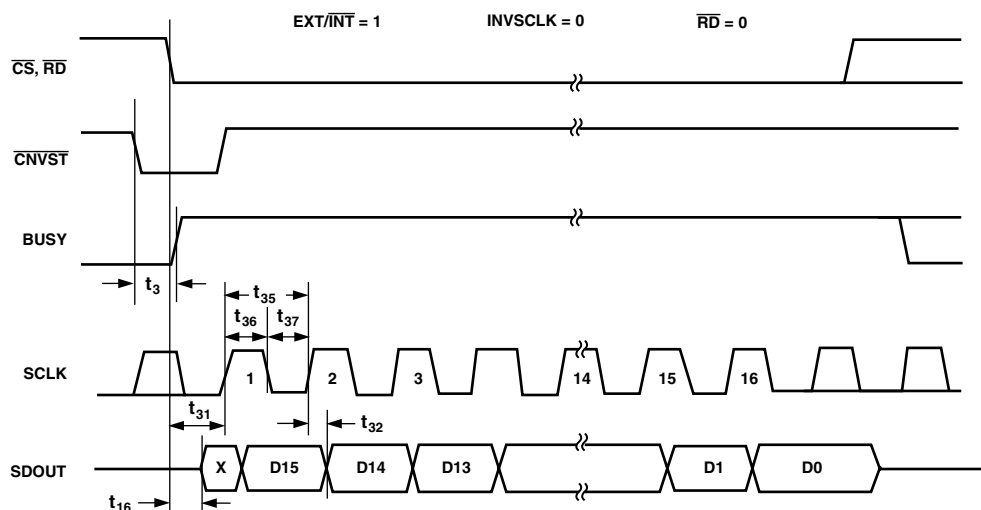 EXT/INT = 1 INVSCLK = 0 RD = 0
CS, RD
CNVST
BUSY
t3
t35
t36 t37
SCLK
1 2 3 14 15 16
t31
t32
SDOUT
X D15 D14 D13 D1 D0
t16